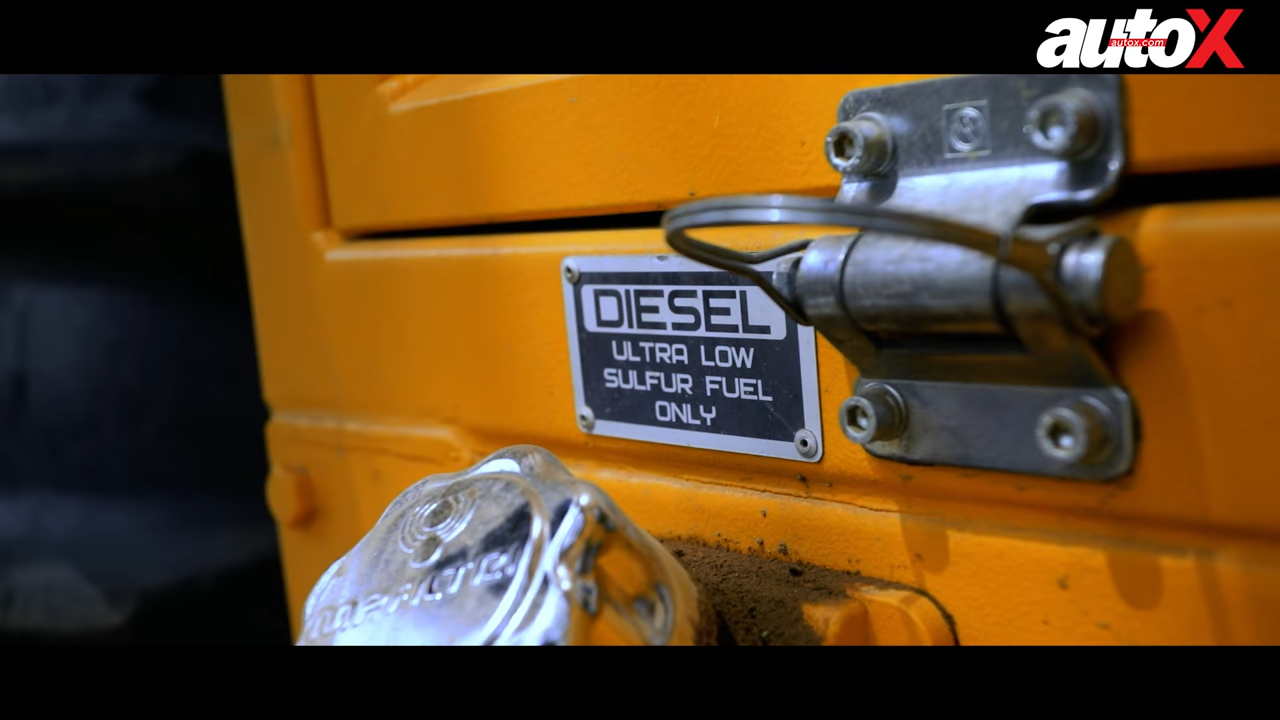 autoX
autox.com
DIESEL
ULTRA LOW
SULFUR FUEL
ONLY